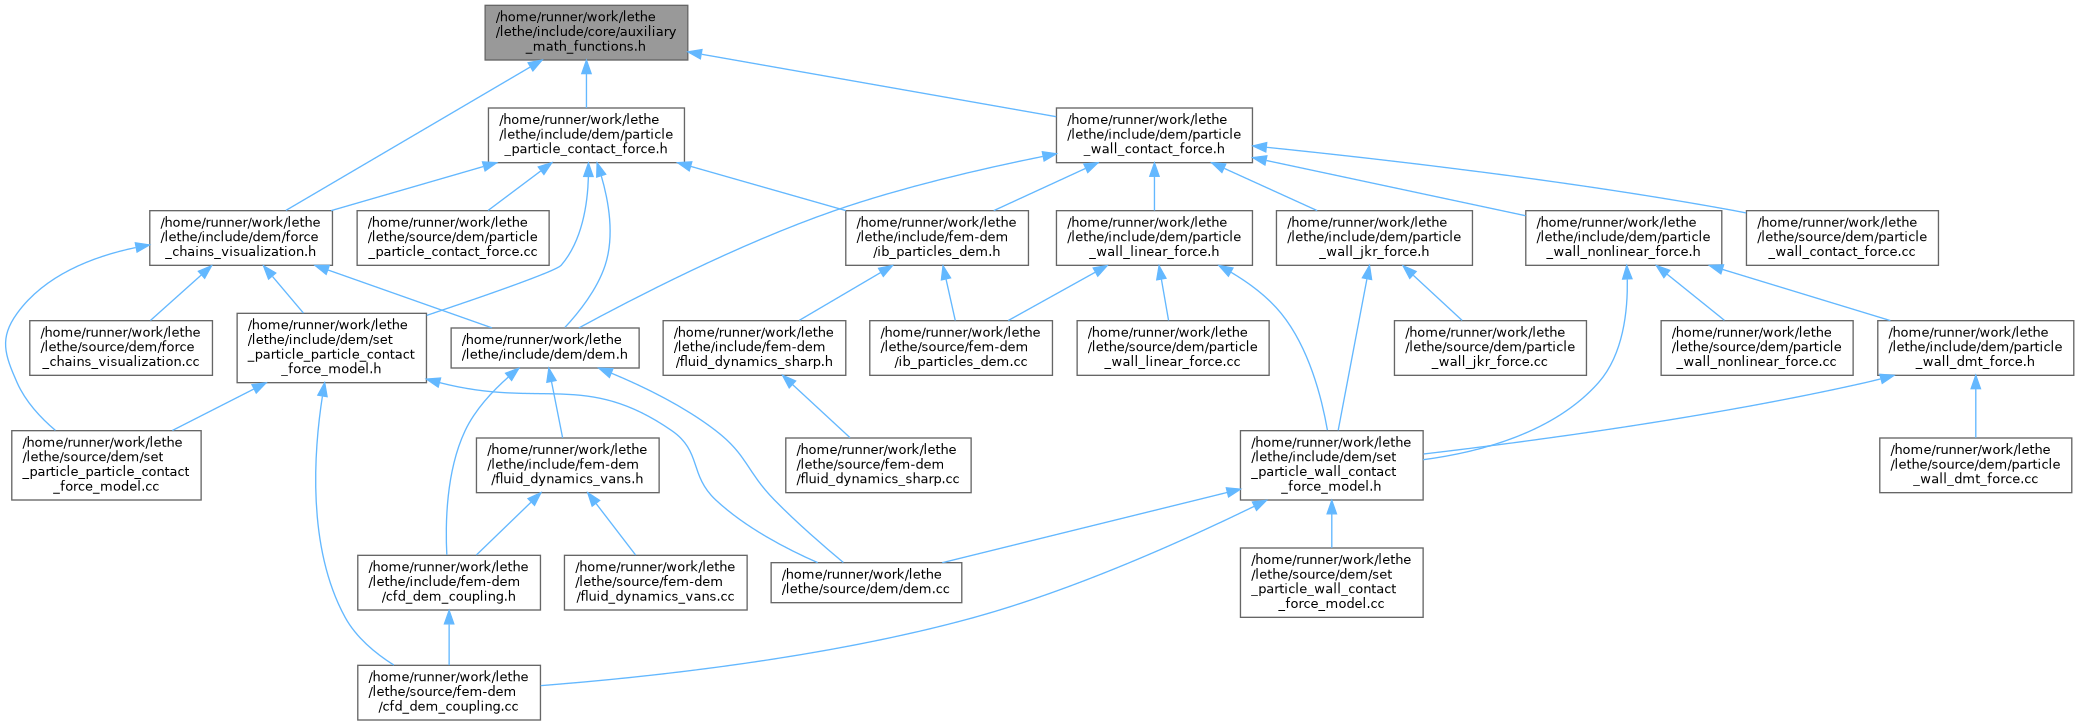 /home/runner/work/lethe
/lethe/include/core/auxiliary
_math_functions.h
/home/runner/work/lethe
/lethe/include/dem/particle
_particle_contact_force.h
/home/runner/work/lethe
/lethe/include/dem/particle
_wall_contact_force.h
/home/runner/work/lethe
/lethe/include/dem/force
_chains_visualization.h
/home/runner/work/lethe
/lethe/source/dem/particle
_particle_contact_force.cc
/home/runner/work/lethe
/lethe/include/fem-dem
/ib_particles_dem.h
/home/runner/work/lethe
/lethe/include/dem/particle
_wall_linear_force.h
/home/runner/work/lethe
/lethe/include/dem/particle
_wall_jkr_force.h
/home/runner/work/lethe
/lethe/include/dem/particle
_wall_nonlinear_force.h
/home/runner/work/lethe
/lethe/source/dem/particle
_wall_contact_force.cc
/home/runner/work/lethe
/lethe/source/dem/force
_chains_visualization.cc
/home/runner/work/lethe
/lethe/include/dem/set
_particle_particle_contact
_force_model.h
/home/runner/work/lethe
/lethe/include/dem/dem.h
/home/runner/work/lethe
/lethe/include/fem-dem
/fluid_dynamics_sharp.h
/home/runner/work/lethe
/lethe/source/fem-dem
/ib_particles_dem.cc
/home/runner/work/lethe
/lethe/source/dem/particle
_wall_linear_force.cc
/home/runner/work/lethe
/lethe/source/dem/particle
_wall_jkr_force.cc
/home/runner/work/lethe
/lethe/source/dem/particle
_wall_nonlinear_force.cc
/home/runner/work/lethe
/lethe/include/dem/particle
_wall_dmt_force.h
/home/runner/work/lethe
/lethe/source/dem/set
_particle_particle_contact
_force_model.cc
/home/runner/work/lethe
/lethe/include/fem-dem
/fluid_dynamics_vans.h
/home/runner/work/lethe
/lethe/source/fem-dem
/fluid_dynamics_sharp.cc
/home/runner/work/lethe
/lethe/include/dem/set
_particle_wall_contact
_force_model.h
/home/runner/work/lethe
/lethe/source/dem/particle
_wall_dmt_force.cc
/home/runner/work/lethe
/lethe/include/fem-dem
/cfd_dem_coupling.h
/home/runner/work/lethe
/lethe/source/fem-dem
/fluid_dynamics_vans.cc
/home/runner/work/lethe
/lethe/source/dem/dem.cc
/home/runner/work/lethe
/lethe/source/dem/set
_particle_wall_contact
_force_model.cc
/home/runner/work/lethe
/lethe/source/fem-dem
/cfd_dem_coupling.cc